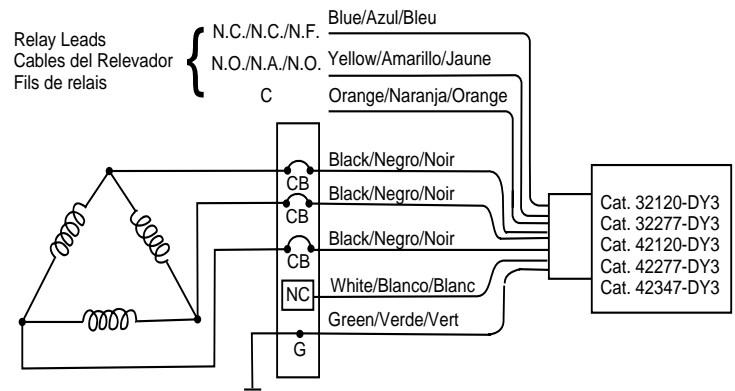 Relay Leads
Cables del Relevador
Fils de relais
N.C./N.C./N.F.
Blue/Azul/Bleu
N.O./N.A./N.O.
Yellow/Amarillo/Jaune
C
Orange/Naranja/Orange
Black/Negro/Noir
CB
Black/Negro/Noir
CB
Black/Negro/Noir
CB
White/Blanco/Blanc
NC
Green/Verde/Vert
G
Cat. 32120-DY3
Cat. 32277-DY3
Cat. 42120-DY3
Cat. 42277-DY3
Cat. 42347-DY3